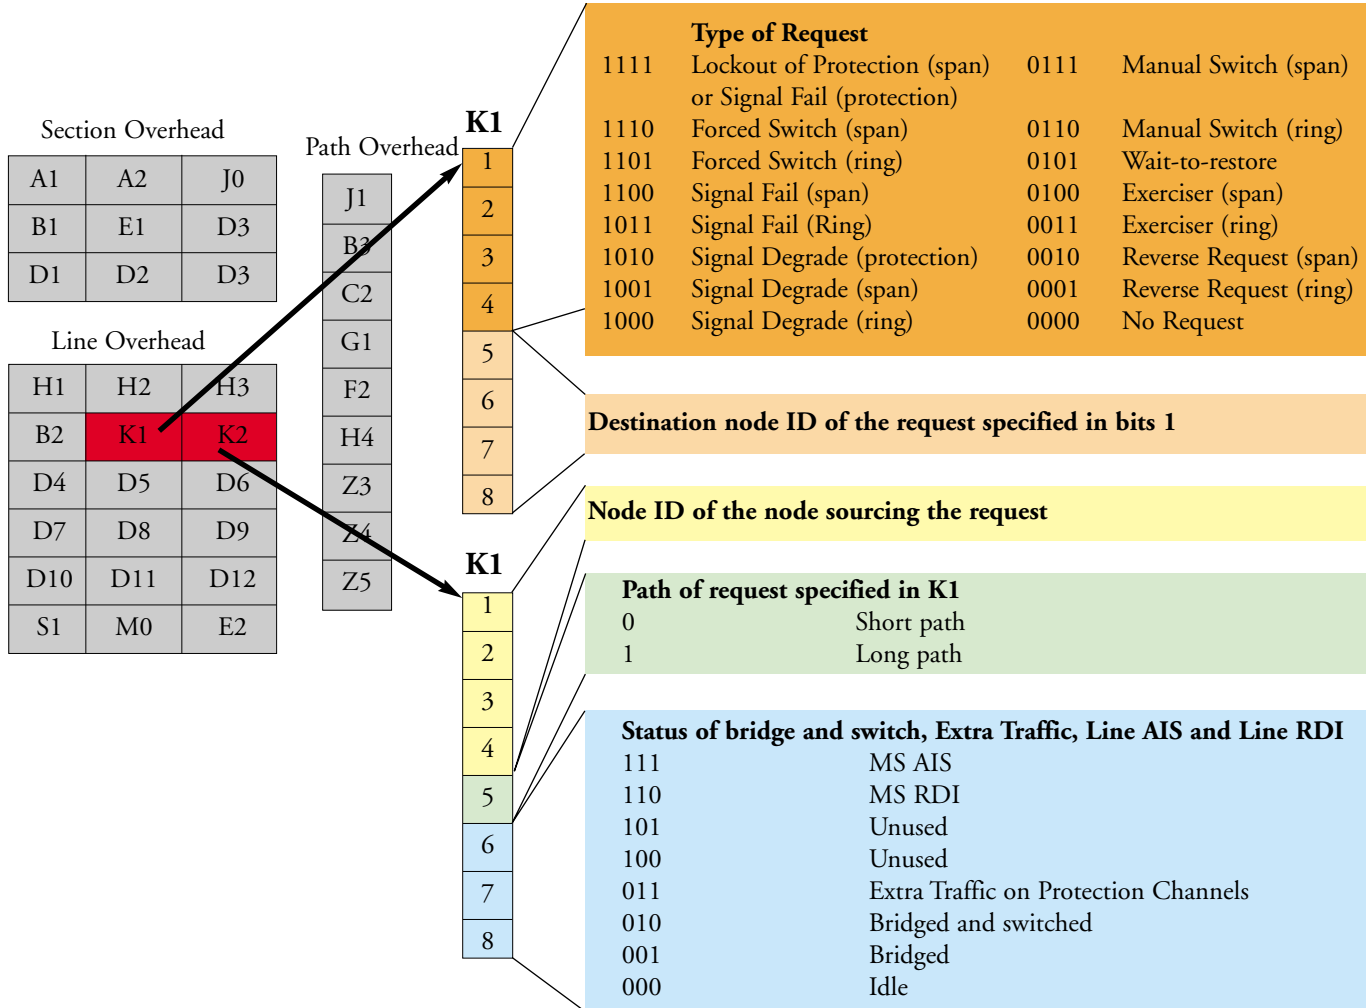 Section Overhead
A1 A2 J0
B1 E1 D3
D1 D2 D3
Line Overhead
H1 H2 H3
B2 K1 K2
D4 D5 D6
D7 D8 D9
D10 D11 D12
S1 M0 E2
Path Overhead
J1
B3
C2
G1
F2
H4
Z3
Z4
Z5
K1
1
2
3
4
5
6
7
8
Type of Request
1111 Lockout of Protection (span) 0111 Manual Switch (span)
or Signal Fail (protection)
1110 Forced Switch (span) 0110 Manual Switch (ring)
1101 Forced Switch (ring) 0101 Wait-to-restore
1100 Signal Fail (span) 0100 Exerciser (span)
1011 Signal Fail (Ring) 0011 Exerciser (ring)
1010 Signal Degrade (protection) 0010 Reverse Request (span)
1001 Signal Degrade (span) 0001 Reverse Request (ring)
1000 Signal Degrade (ring) 0000 No Request
Destination node ID of the request specified in bits 1
K1
1
2
3
4
5
6
7
8
Node ID of the node sourcing the request
Path of request specified in K1
0 Short path
1 Long path
Status of bridge and switch, Extra Traffic, Line AIS and Line RDI
111 MS AIS
110 MS RDI
101 Unused
100 Unused
011 Extra Traffic on Protection Channels
010 Bridged and switched
001 Bridged
000 Idle